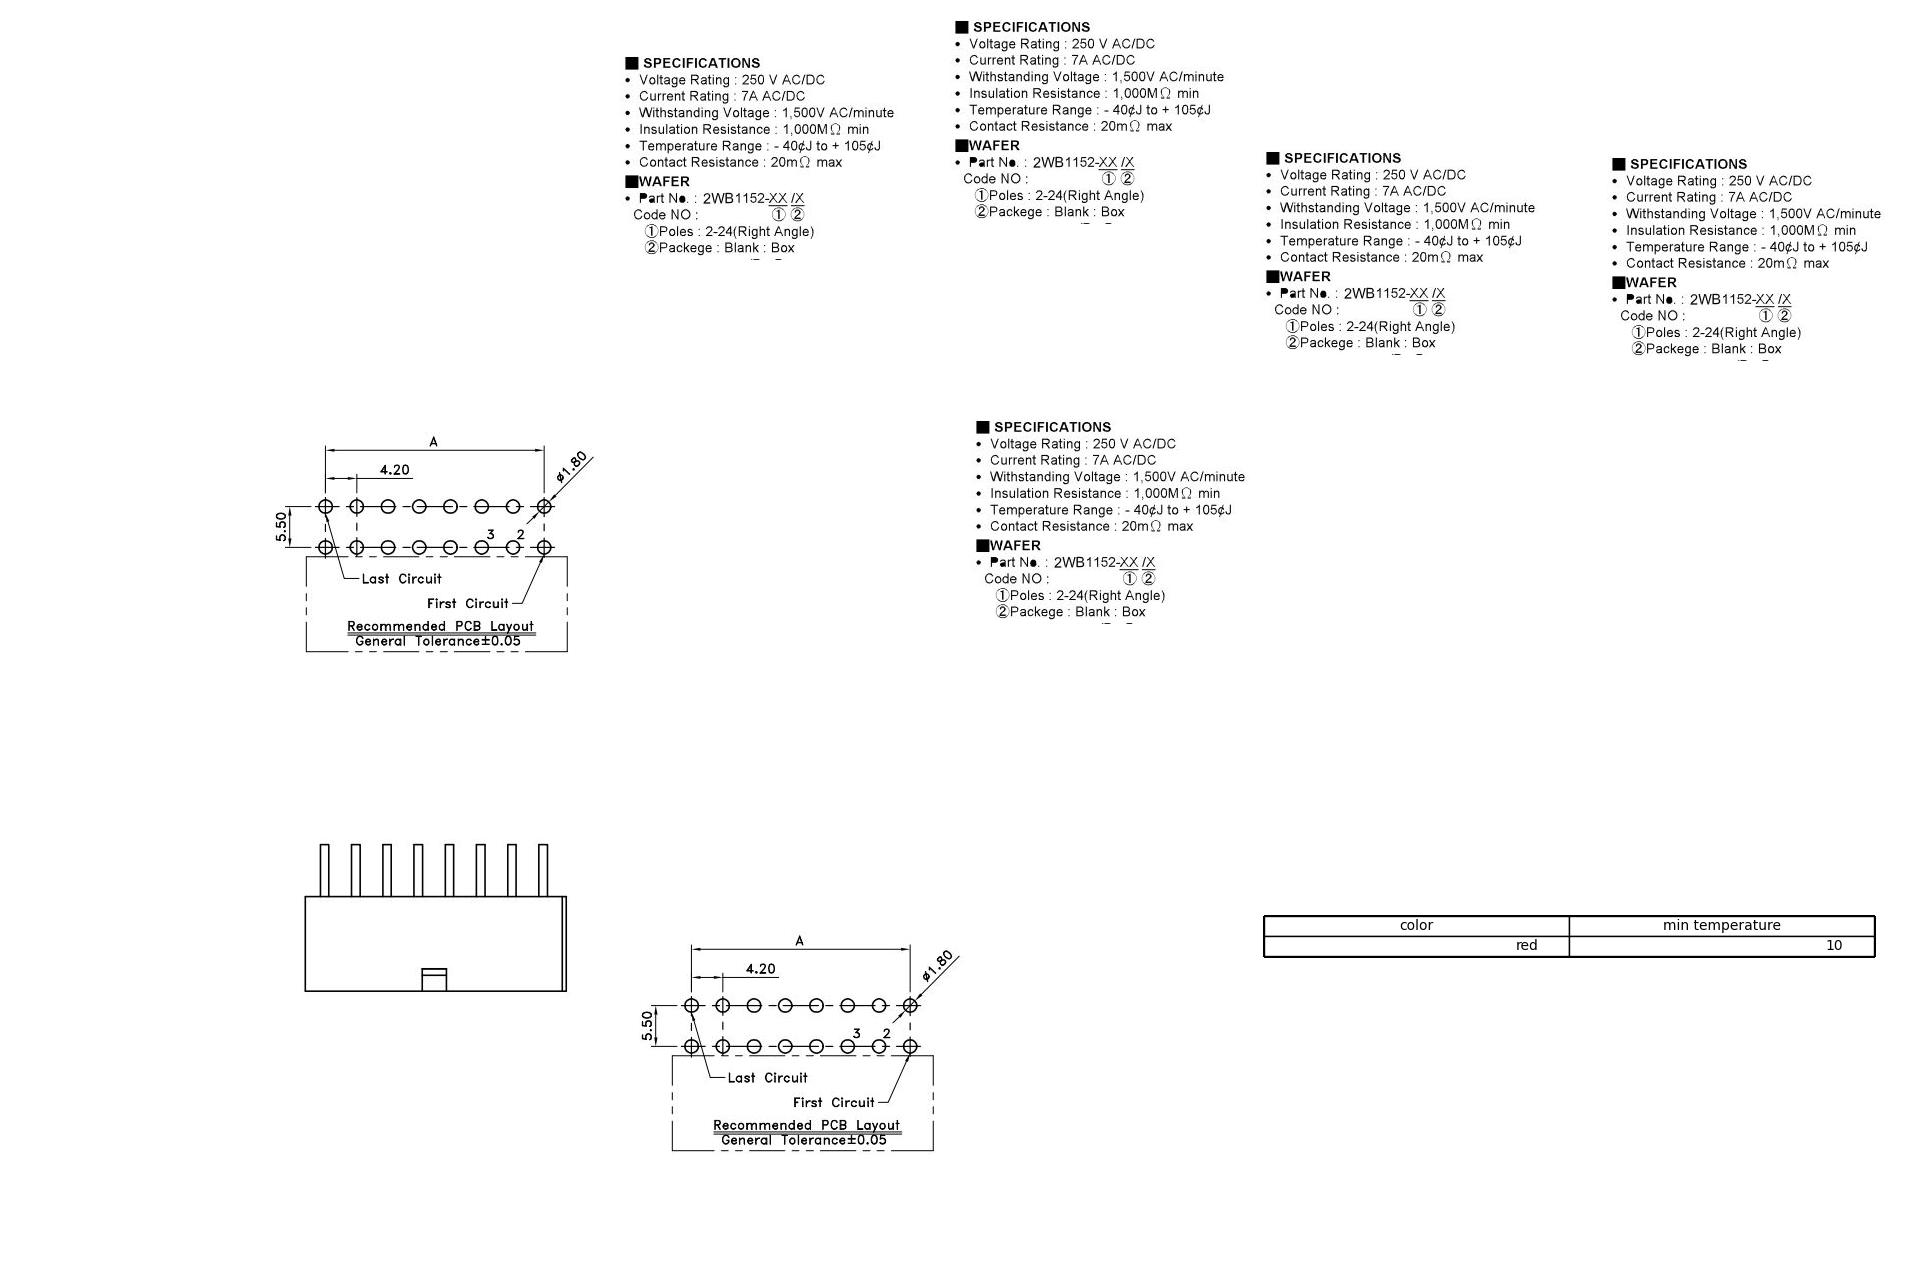 ■ SPECIFICATIONS
• Voltage Rating : 250 V AC/DC
• Current Rating : 7A AC/DC
• Withstanding Voltage : 1,500V AC/minute
• Insulation Resistance : 1,000MΩ min
• Temperature Range : - 40¢J to + 105¢J
• Contact Resistance : 20mΩ max
■WAFER
• Part No. : 2WB1152-XX /X
Code NO : ① ②
①Poles : 2-24(Right Angle)
②Packege : Blank : Box
■ SPECIFICATIONS
• Voltage Rating : 250 V AC/DC
• Current Rating : 7A AC/DC
• Withstanding Voltage : 1,500V AC/minute
• Insulation Resistance : 1,000MΩ min
• Temperature Range : - 40¢J to + 105¢J
• Contact Resistance : 20mΩ max
■WAFER
• Part No. : 2WB1152-XX /X
Code NO : ① ②
①Poles : 2-24(Right Angle)
②Packege : Blank : Box
■ SPECIFICATIONS
• Voltage Rating : 250 V AC/DC
• Current Rating : 7A AC/DC
• Withstanding Voltage : 1,500V AC/minute
• Insulation Resistance : 1,000MΩ min
• Temperature Range : - 40¢J to + 105¢J
• Contact Resistance : 20mΩ max
■WAFER
• Part No. : 2WB1152-XX /X
Code NO : ① ②
①Poles : 2-24(Right Angle)
②Packege : Blank : Box
■ SPECIFICATIONS
• Voltage Rating : 250 V AC/DC
• Current Rating : 7A AC/DC
• Withstanding Voltage : 1,500V AC/minute
• Insulation Resistance : 1,000MΩ min
• Temperature Range : - 40¢J to + 105¢J
• Contact Resistance : 20mΩ max
■WAFER
• Part No. : 2WB1152-XX /X
Code NO : ① ②
①Poles : 2-24(Right Angle)
②Packege : Blank : Box
A
4.20
ø1.80
5.50
3 2
Last Circuit
First Circuit
Recommended PCB Layout
General Tolerance±0.05
■ SPECIFICATIONS
• Voltage Rating : 250 V AC/DC
• Current Rating : 7A AC/DC
• Withstanding Voltage : 1,500V AC/minute
• Insulation Resistance : 1,000MΩ min
• Temperature Range : - 40¢J to + 105¢J
• Contact Resistance : 20mΩ max
■WAFER
• Part No. : 2WB1152-XX /X
Code NO : ① ②
①Poles : 2-24(Right Angle)
②Packege : Blank : Box
A
4.20
ø1.80
5.50
3 2
Last Circuit
First Circuit
Recommended PCB Layout
General Tolerance±0.05
color min temperature
red 10